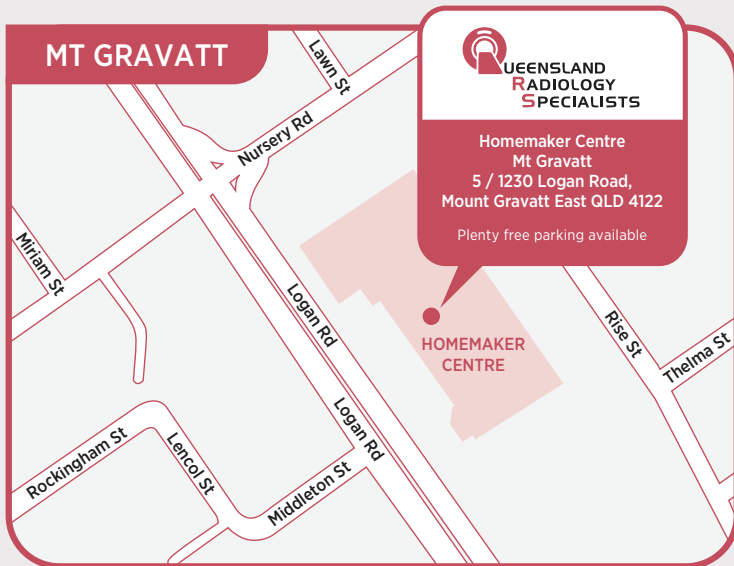 MT GRAVATT
QUEENSLAND
RADIOLOGY
SPECIALISTS
Homemaker Centre
Mt Gravatt
5 / 1230 Logan Road,
Mount Gravatt East QLD 4122
Plenty free parking available
Lawn St
Nursery Rd
Miriam St
Logan Rd
HOMEMAKER
CENTRE
Rise St
Thelma St
Logan Rd
Rockingham St
Lencol St
Middleton St